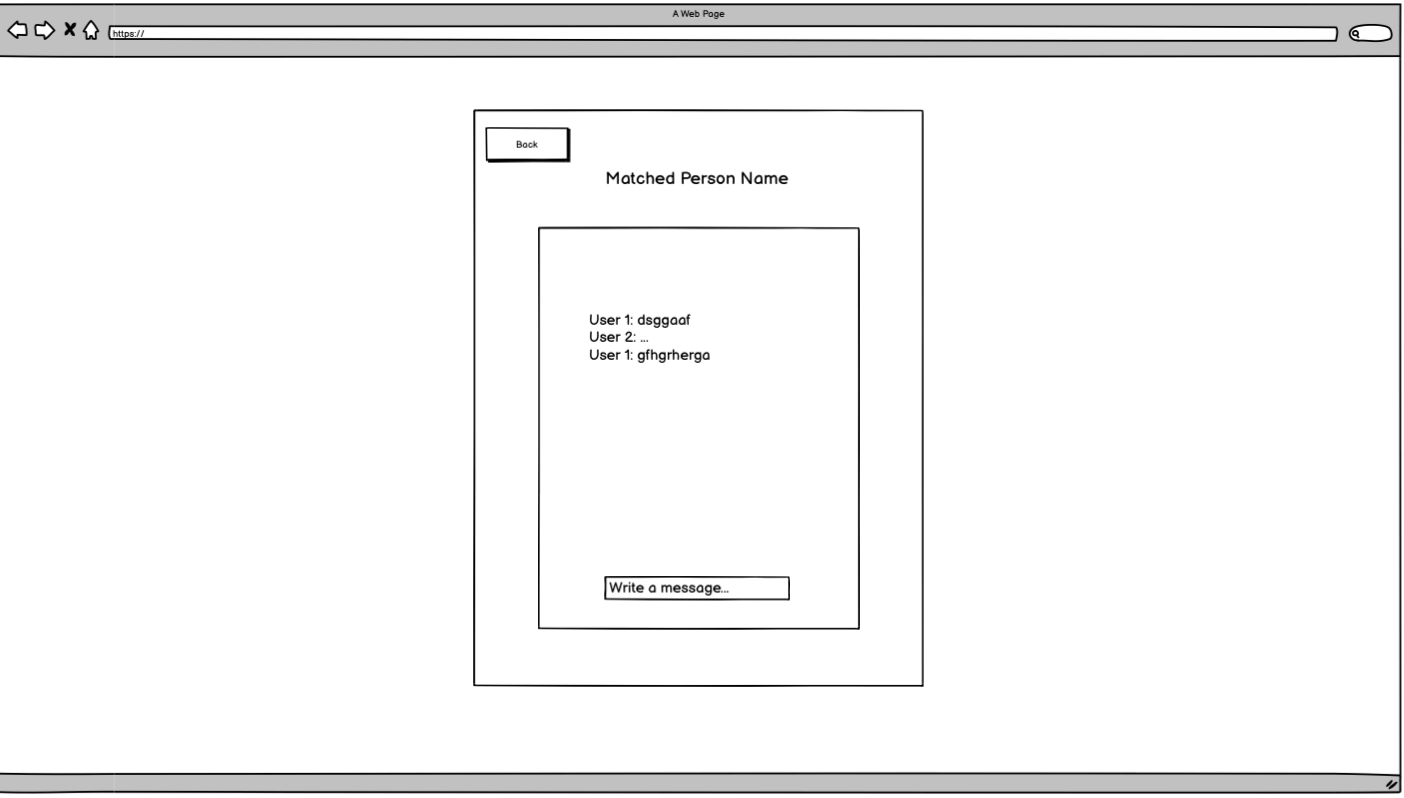 A Web Page
https://
Back
Matched Person Name
User 1: dsggaaf
User 2: ...
User 1: gfhgrherga
Write a message...